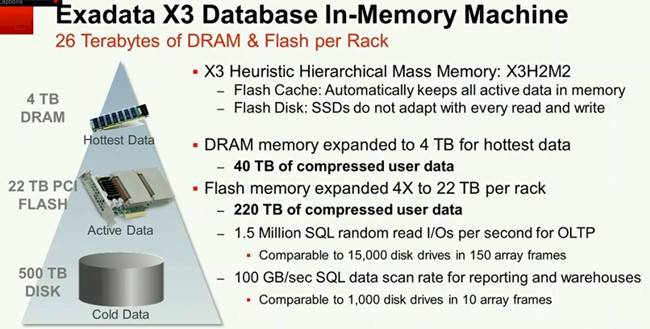 Captions
Exadata X3 Database In-Memory Machine
26 Terabytes of DRAM & Flash per Rack
4 TB
DRAM
Hottest Data
22 TB PCI
FLASH
Active Data
500 TB
DISK
Cold Data
▪ X3 Heuristic Hierarchical Mass Memory: X3H2M2
– Flash Cache: Automatically keeps all active data in memory
– Flash Disk: SSDs do not adapt with every read and write
▪ DRAM memory expanded to 4 TB for hottest data
– 40 TB of compressed user data
▪ Flash memory expanded 4X to 22 TB per rack
– 220 TB of compressed user data
– 1.5 Million SQL random read I/Os per second for OLTP
▪ Comparable to 15,000 disk drives in 150 array frames
– 100 GB/sec SQL data scan rate for reporting and warehouses
▪ Comparable to 1,000 disk drives in 10 array frames